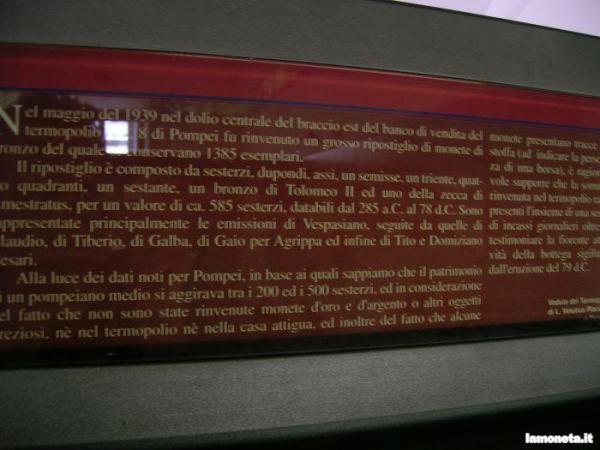 Nel maggio del 1939 nel dolio centrale del braccio est del banco di vendita del
termopolio 8 di Pompei fu rinvenuto un grosso ripostiglio di monete di
bronzo del quale conservano 1385 esemplari.
Il ripostiglio è composto da sesterzi, dupondi, assi, un semisse, un triente, quat-
o quadranti, un sestante, un bronzo di Tolomeo II ed uno della zecca di
mestratus, per un valore di ca. 585 sesterzi, databili dal 285 a.C. al 78 d.C. Sono
ppresentate principalmente le emissioni di Vespasiano, seguite da quelle di
laudio, di Tiberio, di Galba, di Gaio per Agrippa ed infine di Tito e Domiziano
esari.
Alla luce dei dati noti per Pompei, in base ai quali sappiamo che il patrimonio
i un pompeiano medio si aggirava tra i 200 ed i 500 sesterzi, ed in considerazione
el fatto che non sono state rinvenute monete d'oro e d'argento o altri oggetti
reziosi, nè nel termopolio nè nella casa attigua, ed inoltre del fatto che alcune
monete presentano tracce
stoffa (ad indicare la prese
za di una borsa), è ragion
vole supporre che la som
rinvenuta nel termopolio ra
presenti l'insieme di una se
di incassi giornalieri oltre
testimoniare la fiorente att
vità della bottega sigilla
dall'eruzione del 79 d.C.
Veduta del Termop
di L. Vetutius Plac
lamoneta.it